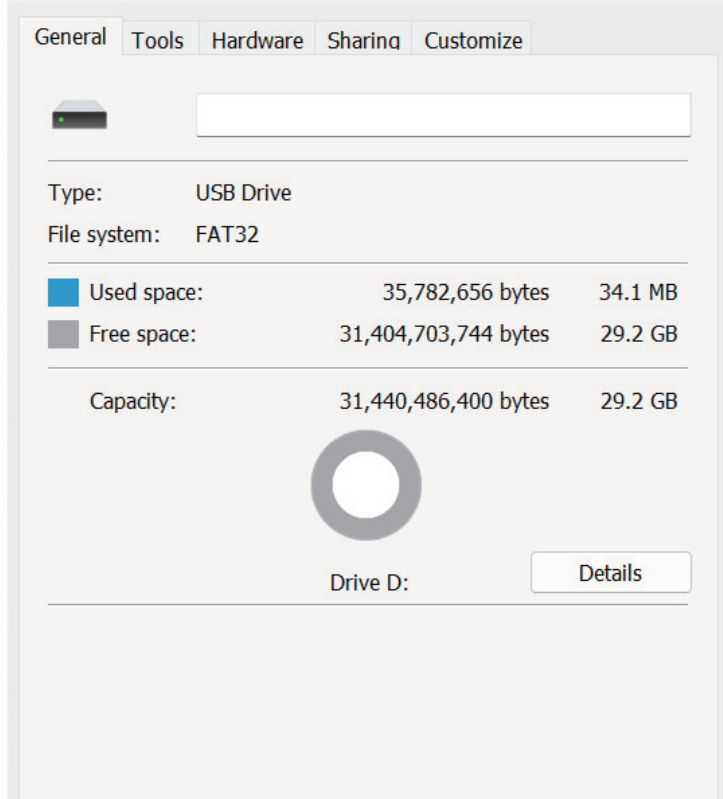 General Tools Hardware Sharing Customize
Type: USB Drive
File system: FAT32
Used space: 35,782,656 bytes 34.1 MB
Free space: 31,404,703,744 bytes 29.2 GB
Capacity: 31,440,486,400 bytes 29.2 GB
Drive D: Details